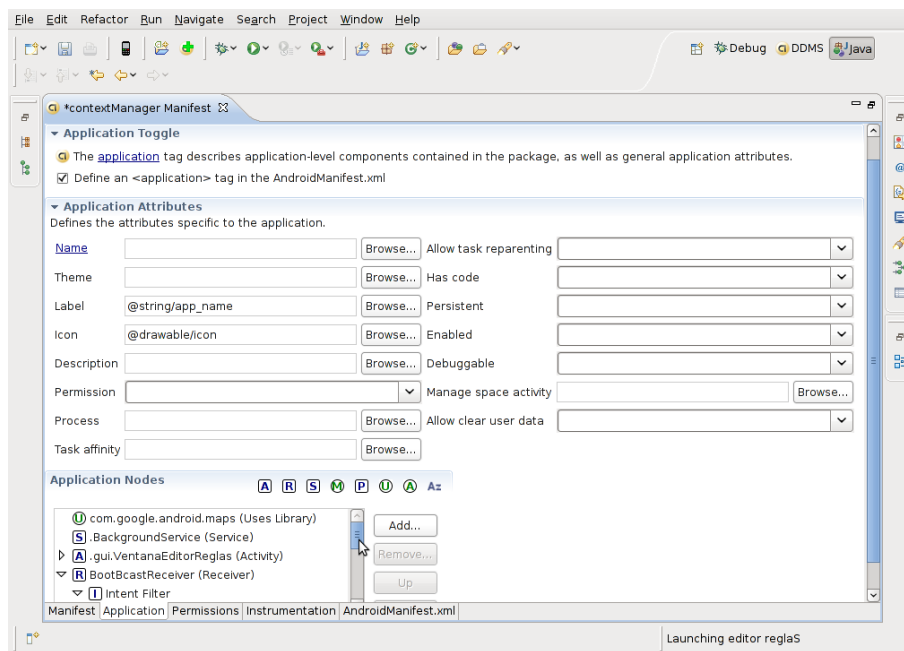 File Edit Refactor Run Navigate Search Project Window Help
Debug DDMS Java
*contextManager Manifest
Application Toggle
The application tag describes application-level components contained in the package, as well as general application attributes.
Define an <application> tag in the AndroidManifest.xml
Application Attributes
Defines the attributes specific to the application.
Name Browse... Allow task reparenting
Theme Browse... Has code
Label @string/app_name Browse... Persistent
Icon @drawable/icon Browse... Enabled
Description Browse... Debuggable
Permission Manage space activity Browse...
Process Browse... Allow clear user data
Task affinity Browse...
Application Nodes A R S M P U A Az
U com.google.android.maps (Uses Library)
Add...
S .BackgroundService (Service)
A .gui.VentanaEditorReglas (Activity)
Remove...
R BootBcastReceiver (Receiver)
Up
I Intent Filter
Manifest Application Permissions Instrumentation AndroidManifest.xml
Launching editor reglaS